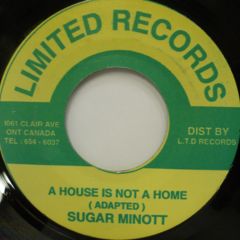 LIMITED RECORDS
1661 CLAIR AVE
ONT CANADA
TEL : 654 - 6037
DIST BY
L.T.D RECORDS
A HOUSE IS NOT A HOME
( ADAPTED )
SUGAR MINOTT